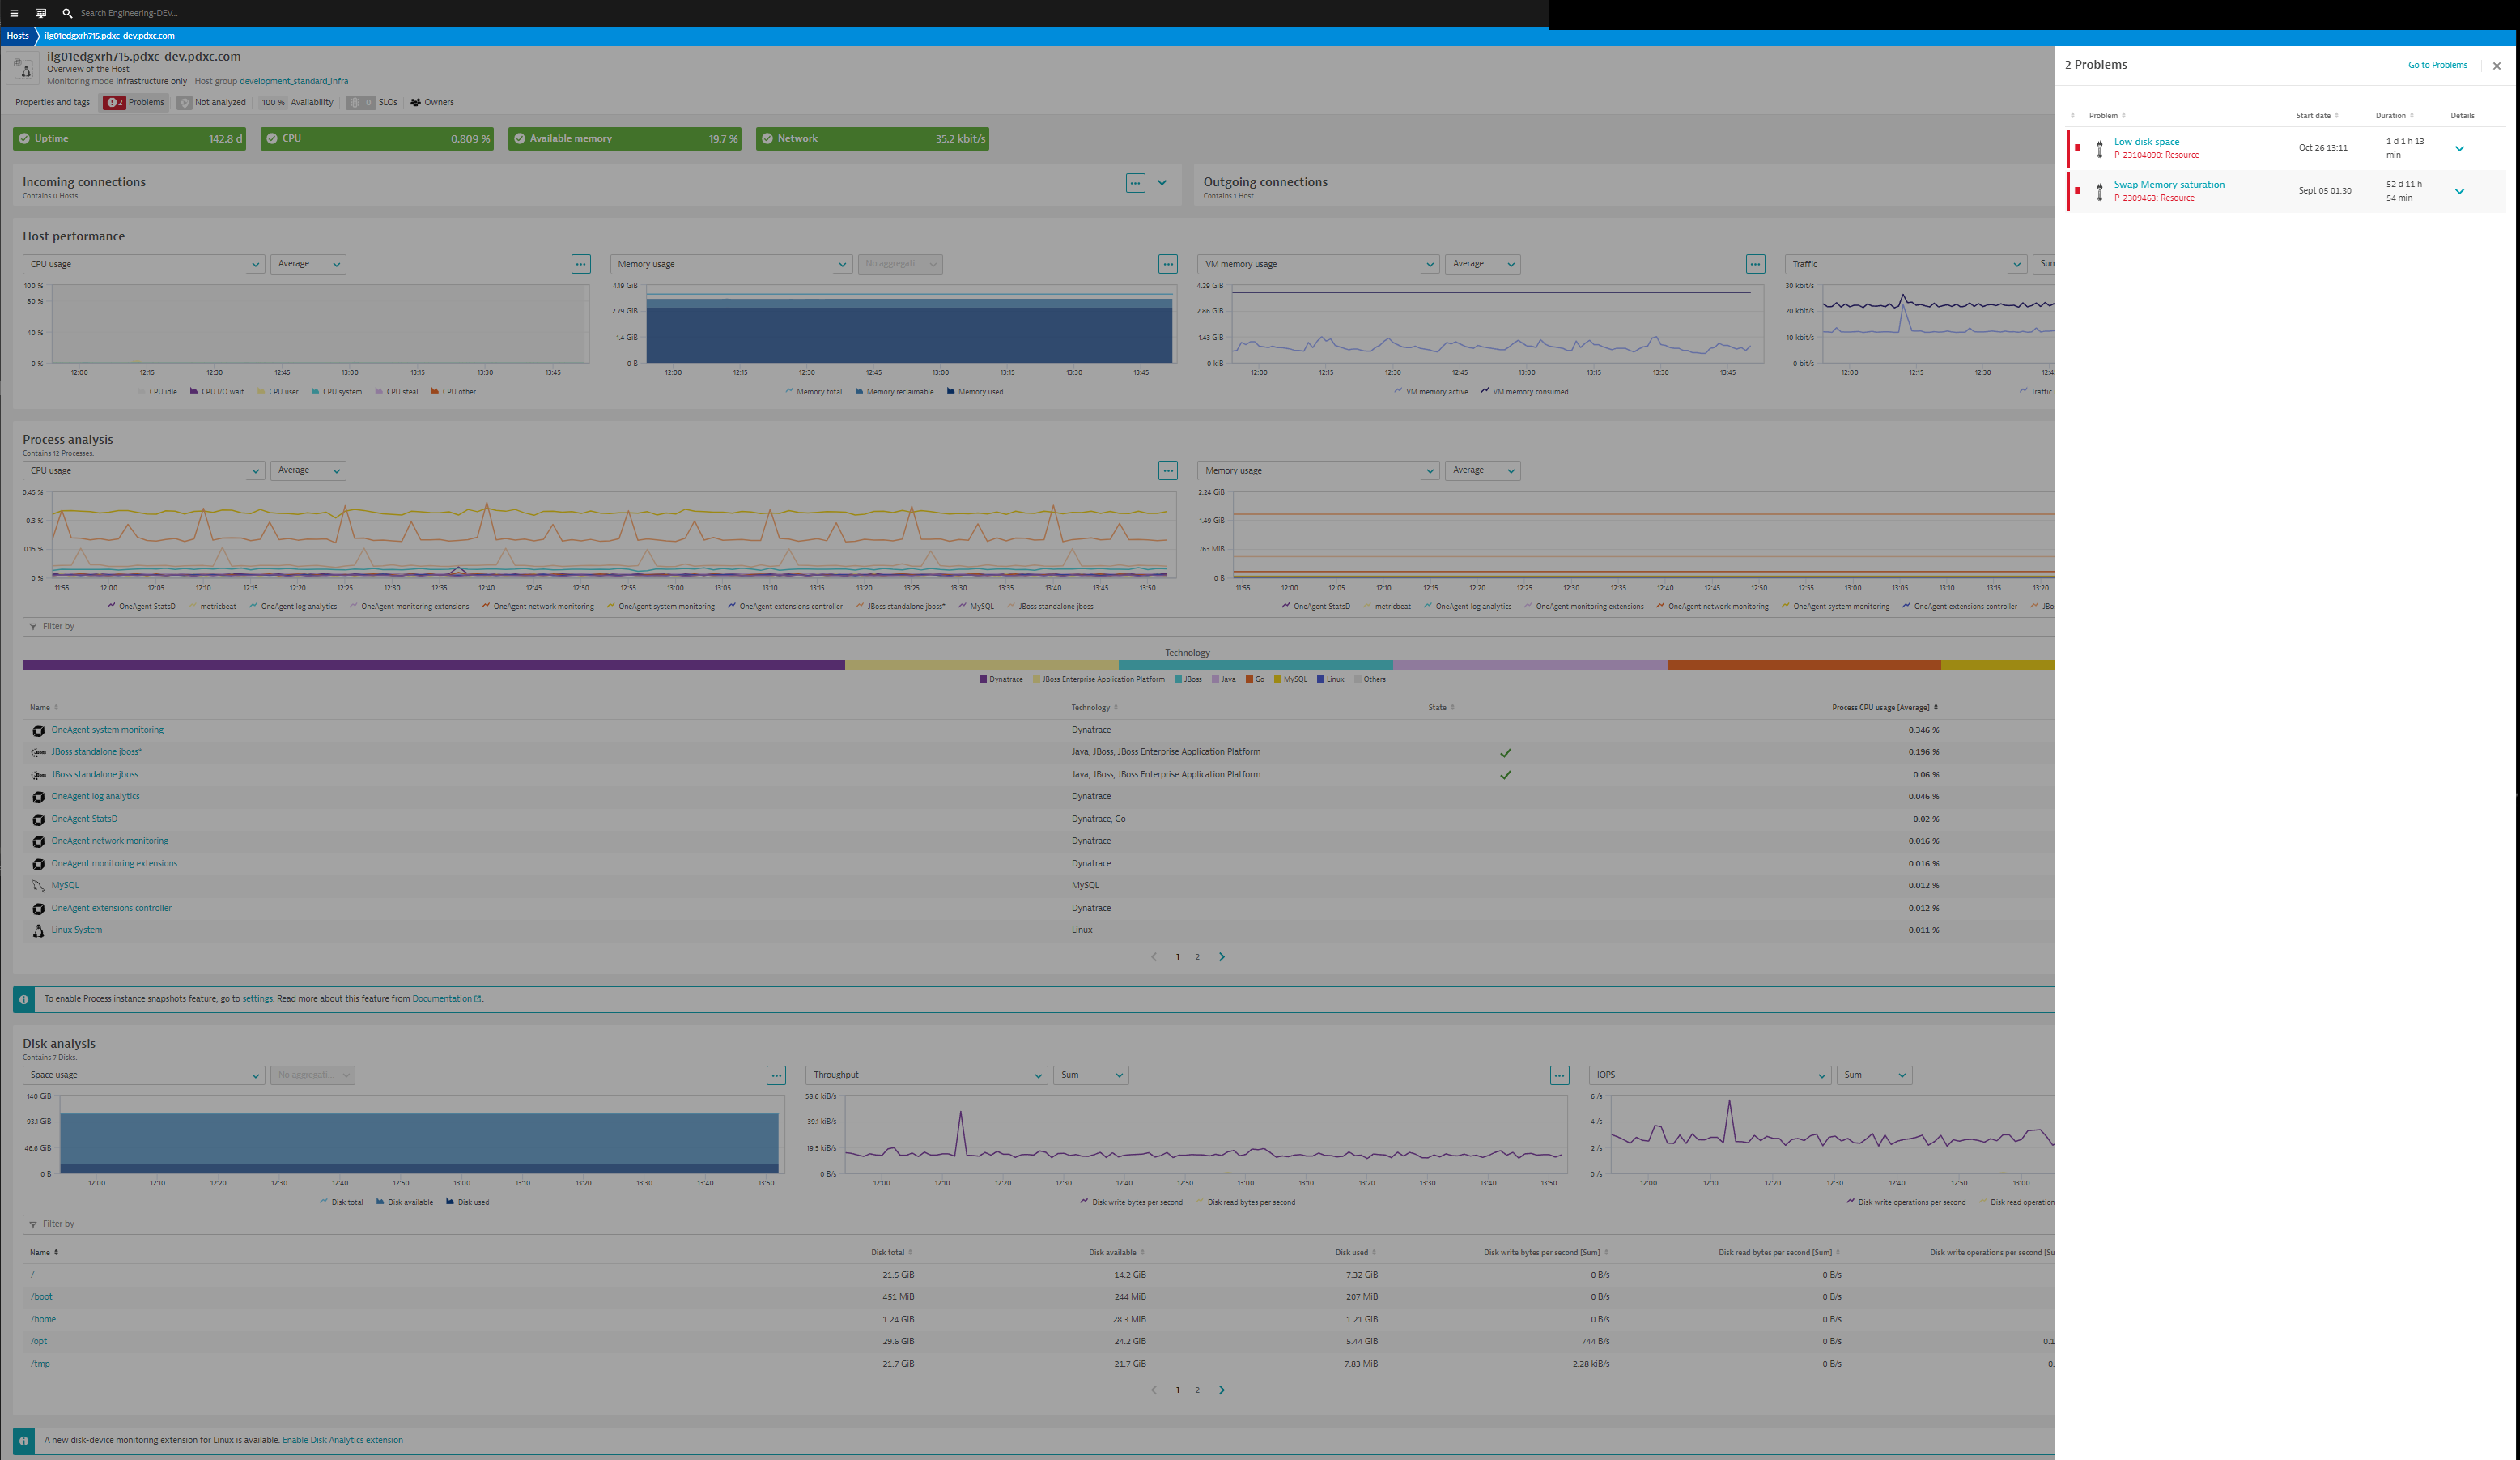 Search Engineering-DEV...
Hosts
ilg01edgxrh715.pdxc-dev.pdxc.com
ilg01edgxrh715.pdxc-dev.pdxc.com
Overview of the Host
Monitoring mode Infrastructure only Host group development_standard_infra
Properties and tags 2 Problems Not analyzed 100 % Availability 0 SLOs Owners
Uptime 142.8 d CPU 0.809 % Available memory 19.7 % Network 35.2 kbit/s
Incoming connections
Contains 0 Hosts.
Outgoing connections
Contains 1 Host.
Host performance
CPU usage Average ...
100 %
80 %
40 %
0 %
12:00 12:15 12:30 12:45 13:00 13:15 13:30 13:45
CPU idle CPU I/O wait CPU user CPU system CPU steal CPU other
Memory usage No aggregati... ...
4.19 GiB
2.79 GiB
1.4 GiB
0 B
12:00 12:15 12:30 12:45 13:00 13:15 13:30 13:45
Memory total Memory reclaimable Memory used
VM memory usage Average ...
4.29 GiB
2.86 GiB
1.43 GiB
0 kiB
12:00 12:15 12:30 12:45 13:00 13:15 13:30 13:45
VM memory active VM memory consumed
Traffic Sun
30 kbit/s
20 kbit/s
10 kbit/s
0 bit/s
12:00 12:15 12:30 12:4
Traffic
Process analysis
Contains 12 Processes.
CPU usage Average ...
0.45 %
0.3 %
0.15 %
0 %
11:55 12:00 12:05 12:10 12:15 12:20 12:25 12:30 12:35 12:40 12:45 12:50 12:55 13:00 13:05 13:10 13:15 13:20 13:25 13:30 13:35 13:40 13:45 13:50
OneAgent StatsD metricbeat OneAgent log analytics OneAgent monitoring extensions OneAgent network monitoring OneAgent system monitoring OneAgent extensions controller JBoss standalone jboss* MySQL JBoss standalone jboss
Memory usage Average
2.24 GiB
1.49 GiB
763 MiB
0 B
11:55 12:00 12:05 12:10 12:15 12:20 12:25 12:30 12:35 12:40 12:45 12:50 12:55 13:00 13:05 13:10 13:15 13:20
OneAgent StatsD metricbeat OneAgent log analytics OneAgent monitoring extensions OneAgent network monitoring OneAgent system monitoring OneAgent extensions controller JBo
Filter by
Technology
Dynatrace JBoss Enterprise Application Platform JBoss Java Go MySQL Linux Others
Name Technology State Process CPU usage [Average]
OneAgent system monitoring Dynatrace 0.346 %
JBoss standalone jboss* Java, JBoss, JBoss Enterprise Application Platform 0.196 %
JBoss standalone jboss Java, JBoss, JBoss Enterprise Application Platform 0.06 %
OneAgent log analytics Dynatrace 0.046 %
OneAgent StatsD Dynatrace, Go 0.02 %
OneAgent network monitoring Dynatrace 0.016 %
OneAgent monitoring extensions Dynatrace 0.016 %
MySQL MySQL 0.012 %
OneAgent extensions controller Dynatrace 0.012 %
Linux System Linux 0.011 %
1 2
To enable Process instance snapshots feature, go to settings. Read more about this feature from Documentation.
Disk analysis
Contains 7 Disks.
Space usage No aggregati... ...
140 GiB
93.1 GiB
46.6 GiB
0 B
12:00 12:10 12:20 12:30 12:40 12:50 13:00 13:10 13:20 13:30 13:40 13:50
Disk total Disk available Disk used
Throughput Sum ...
58.6 kiB/s
39.1 kiB/s
19.5 kiB/s
0 B/s
12:00 12:10 12:20 12:30 12:40 12:50 13:00 13:10 13:20 13:30 13:40 13:50
Disk write bytes per second Disk read bytes per second
IOPS Sum
6 /s
4 /s
2 /s
0 /s
12:00 12:10 12:20 12:30 12:40 12:50 13:00
Disk write operations per second Disk read operation
Filter by
Name Disk total Disk available Disk used Disk write bytes per second [Sum] Disk read bytes per second [Sum] Disk write operations per second [Su
/ 21.5 GiB 14.2 GiB 7.32 GiB 0 B/s 0 B/s
/boot 451 MiB 244 MiB 207 MiB 0 B/s 0 B/s
/home 1.24 GiB 28.3 MiB 1.21 GiB 0 B/s 0 B/s
/opt 29.6 GiB 24.2 GiB 5.44 GiB 744 B/s 0 B/s 0.1
/tmp 21.7 GiB 21.7 GiB 7.83 MiB 2.28 kiB/s 0 B/s 0.
1 2
A new disk-device monitoring extension for Linux is available. Enable Disk Analytics extension
2 Problems Go to Problems
Problem Start date Duration Details
Low disk space
P-23104090: Resource
Oct 26 13:11
1 d 1 h 13
min
Swap Memory saturation
P-2309463: Resource
Sept 05 01:30
52 d 11 h
54 min